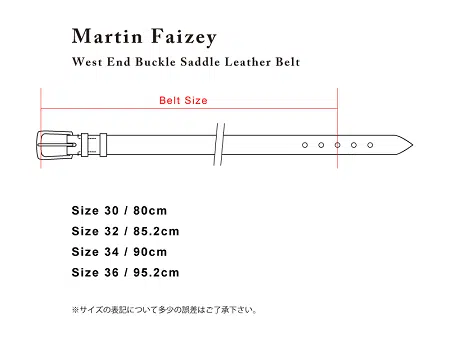 Martin Faizey
West End Buckle Saddle Leather Belt
Belt Size
Size 30 / 80cm
Size 32 / 85.2cm
Size 34 / 90cm
Size 36 / 95.2cm
※サイズの表記について多少の誤差はご了承下さい。